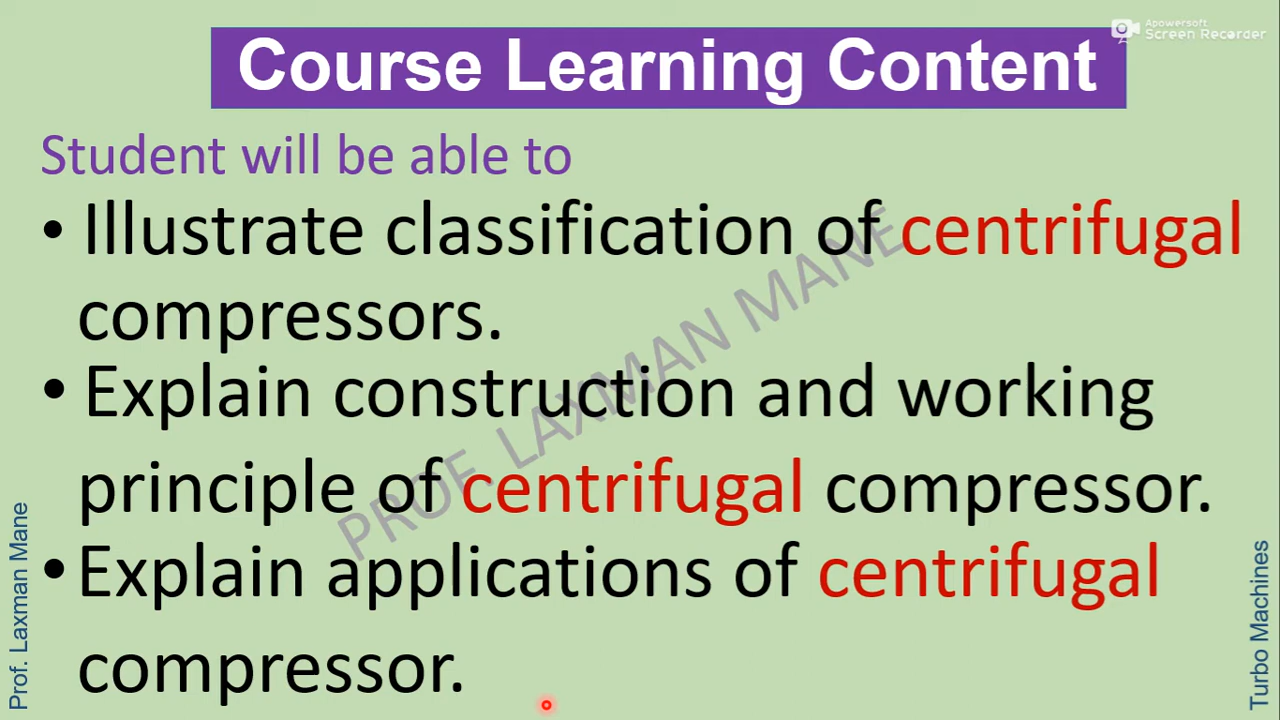 Apowersoft
Screen Recorder
Course Learning Content
Student will be able to
• Illustrate classification of centrifugal
compressors.
• Explain construction and working
principle of centrifugal compressor.
• Explain applications of centrifugal
compressor.
PROF. LAXMAN MANE
Prof. Laxman Mane
Turbo Machines